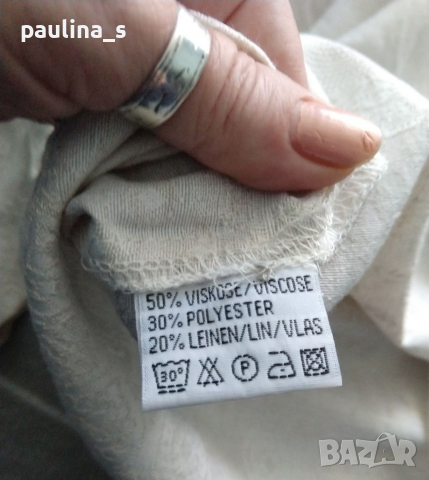 paulina_s
50% VISKOSE/VISCOSE
30% POLYESTER
20% LEINEN/LIN/VLAS
30° P
BAZAR